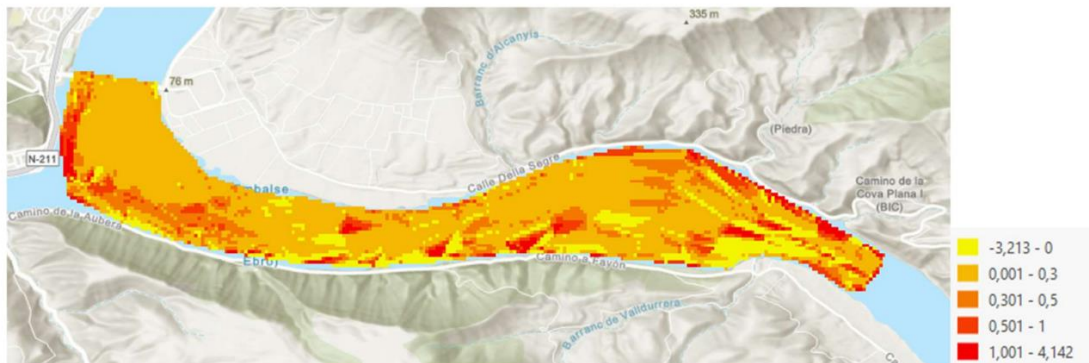 335 m
Barranc d'Alcanyís
76 m
(Piedra)
N-211
Calle Della Segre
Camino de la
Cova Plana I.
(BIC)
balse
Camino de la Aubera
Ebro)
Camino a Fayón
Barranc de Valldurrera
C
-3,213 - 0
0,001 - 0,3
0,301 - 0,5
0,501 - 1
1,001 - 4,142